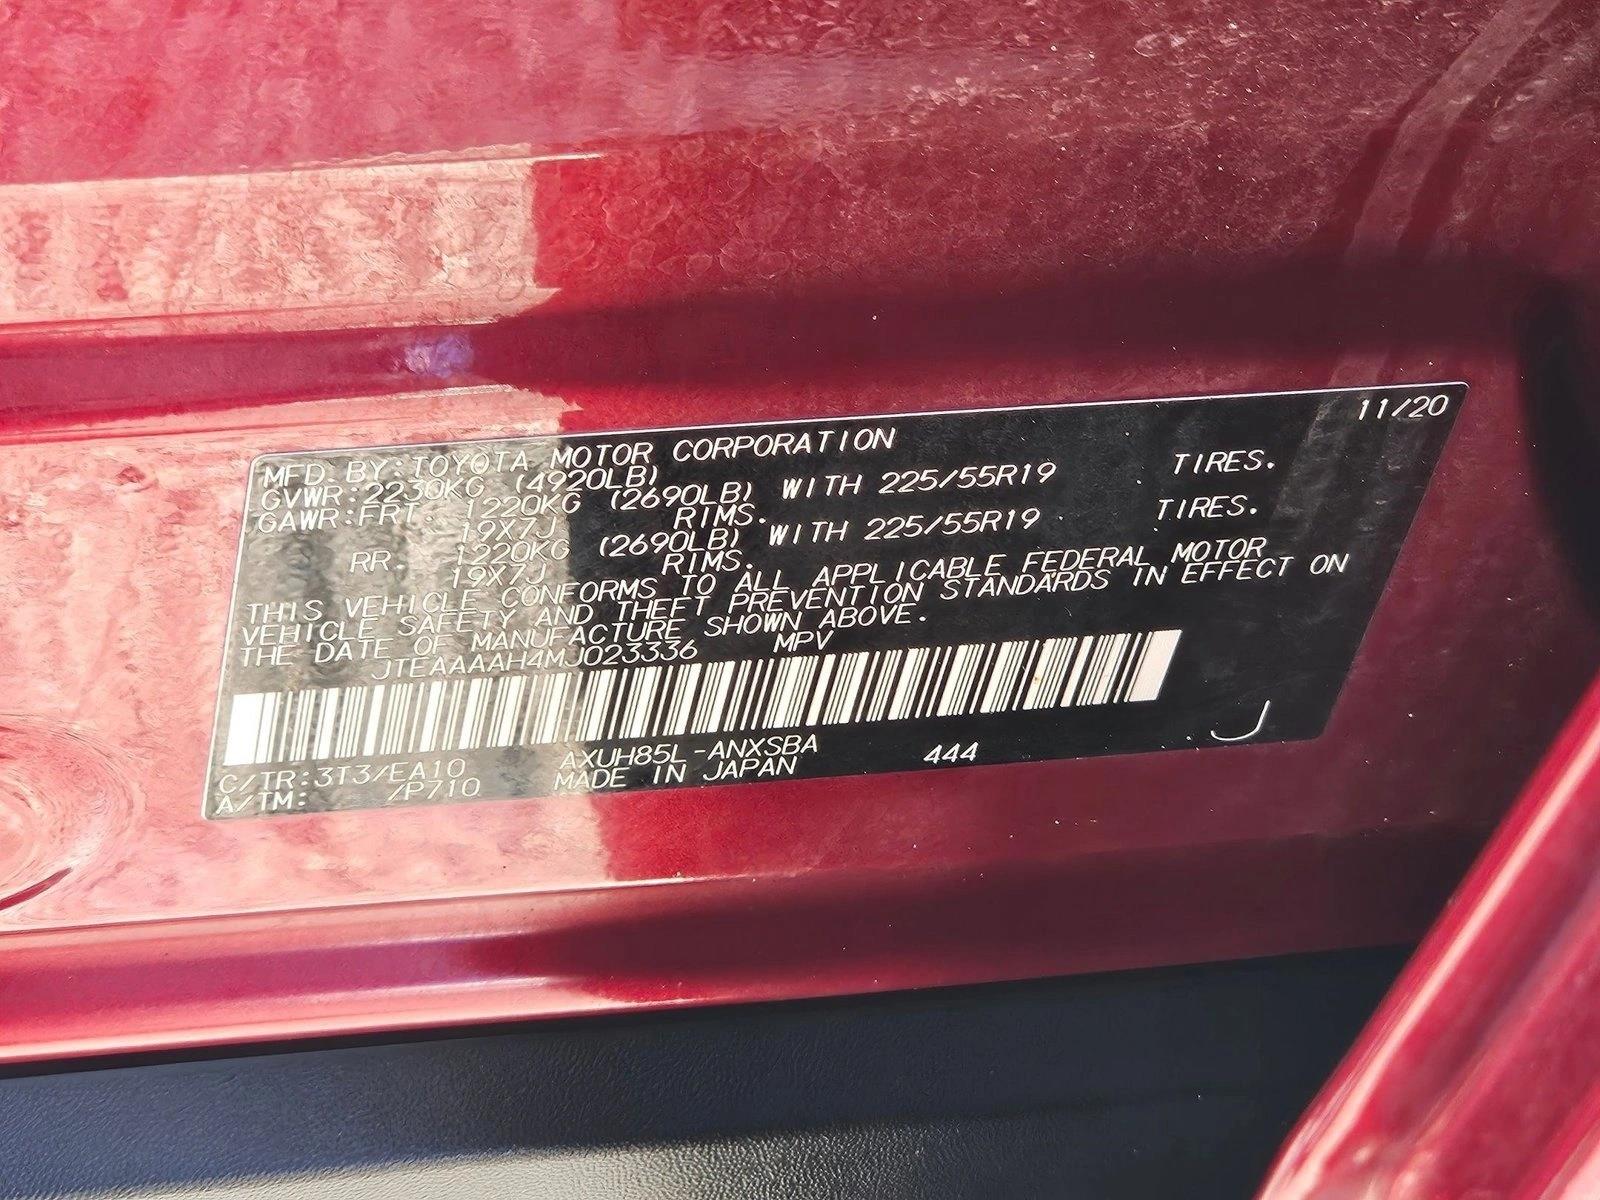 11/20
MFD. BY: TOYOTA MOTOR CORPORATION
GVWR: 2230KG (4920LB)
GAWR: FRT. 1220KG (2690LB) WITH 225/55R19 TIRES.
19X7J RIMS.
RR. 1220KG (2690LB) WITH 225/55R19 TIRES.
19X7J RIMS.
THIS VEHICLE CONFORMS TO ALL APPLICABLE FEDERAL MOTOR
VEHICLE SAFETY AND THEFT PREVENTION STANDARDS IN EFFECT ON
THE DATE OF MANUFACTURE SHOWN ABOVE.
JTEAAAAH4MJ023336 MPV
C/TR: 3T3/EA10 AXUH85L-ANXSBA 444
A/TM: /P710 MADE IN JAPAN
J